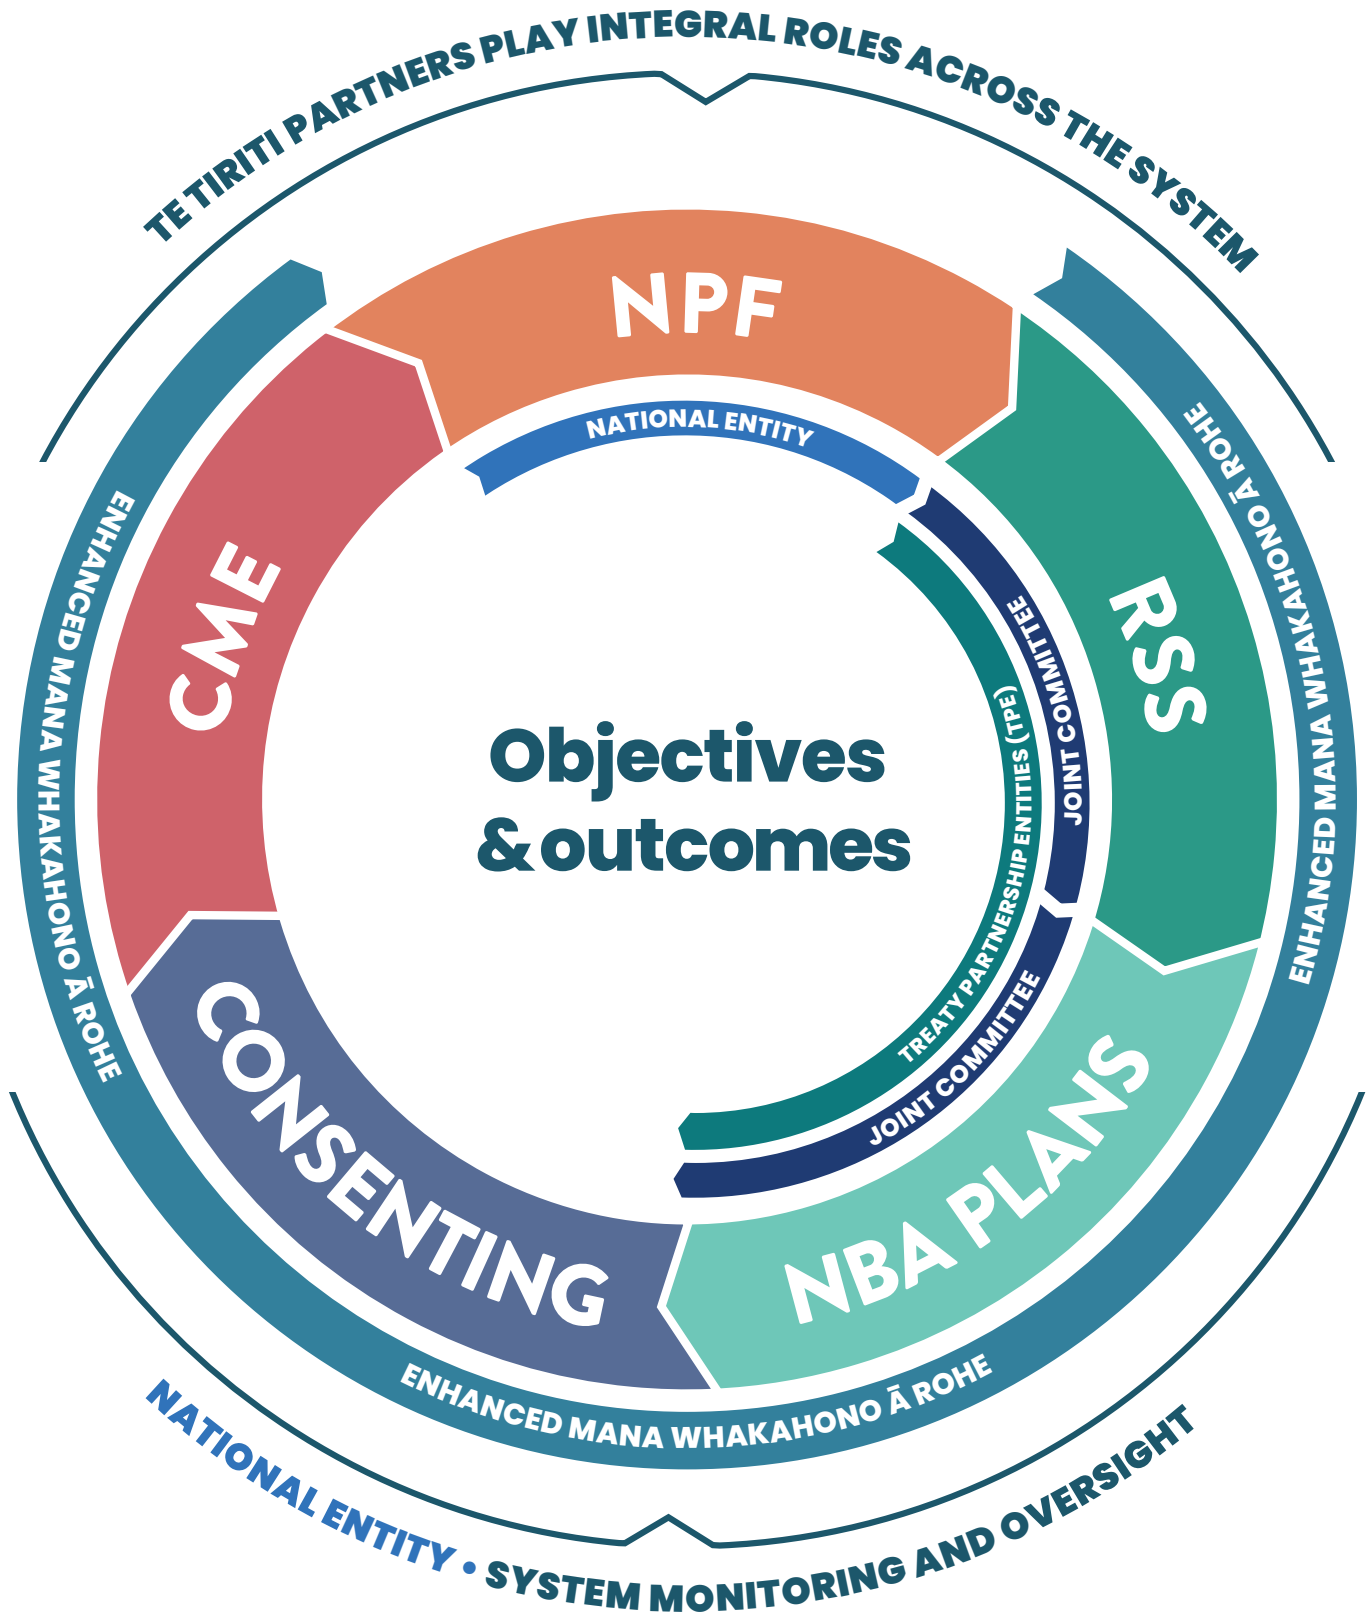 TE TIRITI PARTNERS PLAY INTEGRAL ROLES ACROSS THE SYSTEM
NPF
NATIONAL ENTITY
RSS
ENHANCED MANA WHAKAHONO Ā ROHE
JOINT COMMITTEE
TREATY PARTNERSHIP ENTITIES (TPE)
JOINT COMMITTEE
NBA PLANS
ENHANCED MANA WHAKAHONO Ā ROHE
CONSENTING
CME
ENHANCED MANA WHAKAHONO Ā ROHE
Objectives
& outcomes
NATIONAL ENTITY • SYSTEM MONITORING AND OVERSIGHT